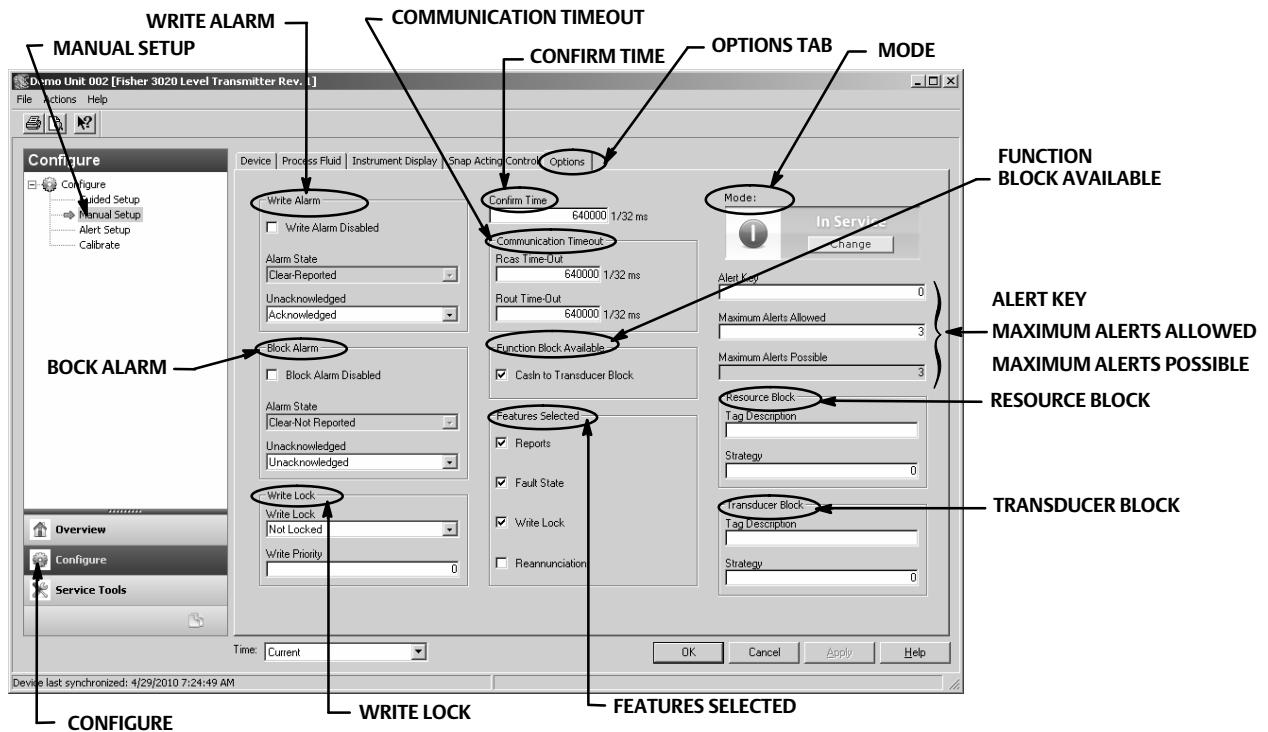 WRITE ALARM
COMMUNICATION TIMEOUT
MANUAL SETUP
CONFIRM TIME
OPTIONS TAB
MODE
Demo Unit 002 [Fisher 3020 Level Transmitter Rev. 1]
File Actions Help
Configure
Configure
Guided Setup
Manual Setup
Alert Setup
Calibrate
Overview
Configure
Service Tools
Device Process Fluid Instrument Display Snap Acting Control Options
Write Alarm
Write Alarm Disabled
Alarm State
Clear-Reported
Unacknowledged
Acknowledged
Block Alarm
Block Alarm Disabled
Alarm State
Clear-Not Reported
Unacknowledged
Unacknowledged
Write Lock
Write Lock
Not Locked
Write Priority
0
Confirm Time
640000 1/32 ms
Communication Timeout
Rcas Time-Out
640000 1/32 ms
Rout Time-Out
640000 1/32 ms
Function Block Available
CasIn to Transducer Block
Features Selected
Reports
Fault State
Write Lock
Reannunciation
Mode:
In Service
Change
Alert Key
0
Maximum Alerts Allowed
3
Maximum Alerts Possible
3
Resource Block
Tag Description
Strategy
0
Transducer Block
Tag Description
Strategy
0
Time: Current
OK Cancel Apply Help
Device last synchronized: 4/29/2010 7:24:49 AM
FUNCTION
BLOCK AVAILABLE
ALERT KEY
MAXIMUM ALERTS ALLOWED
MAXIMUM ALERTS POSSIBLE
RESOURCE BLOCK
TRANSDUCER BLOCK
BOCK ALARM
CONFIGURE
WRITE LOCK
FEATURES SELECTED